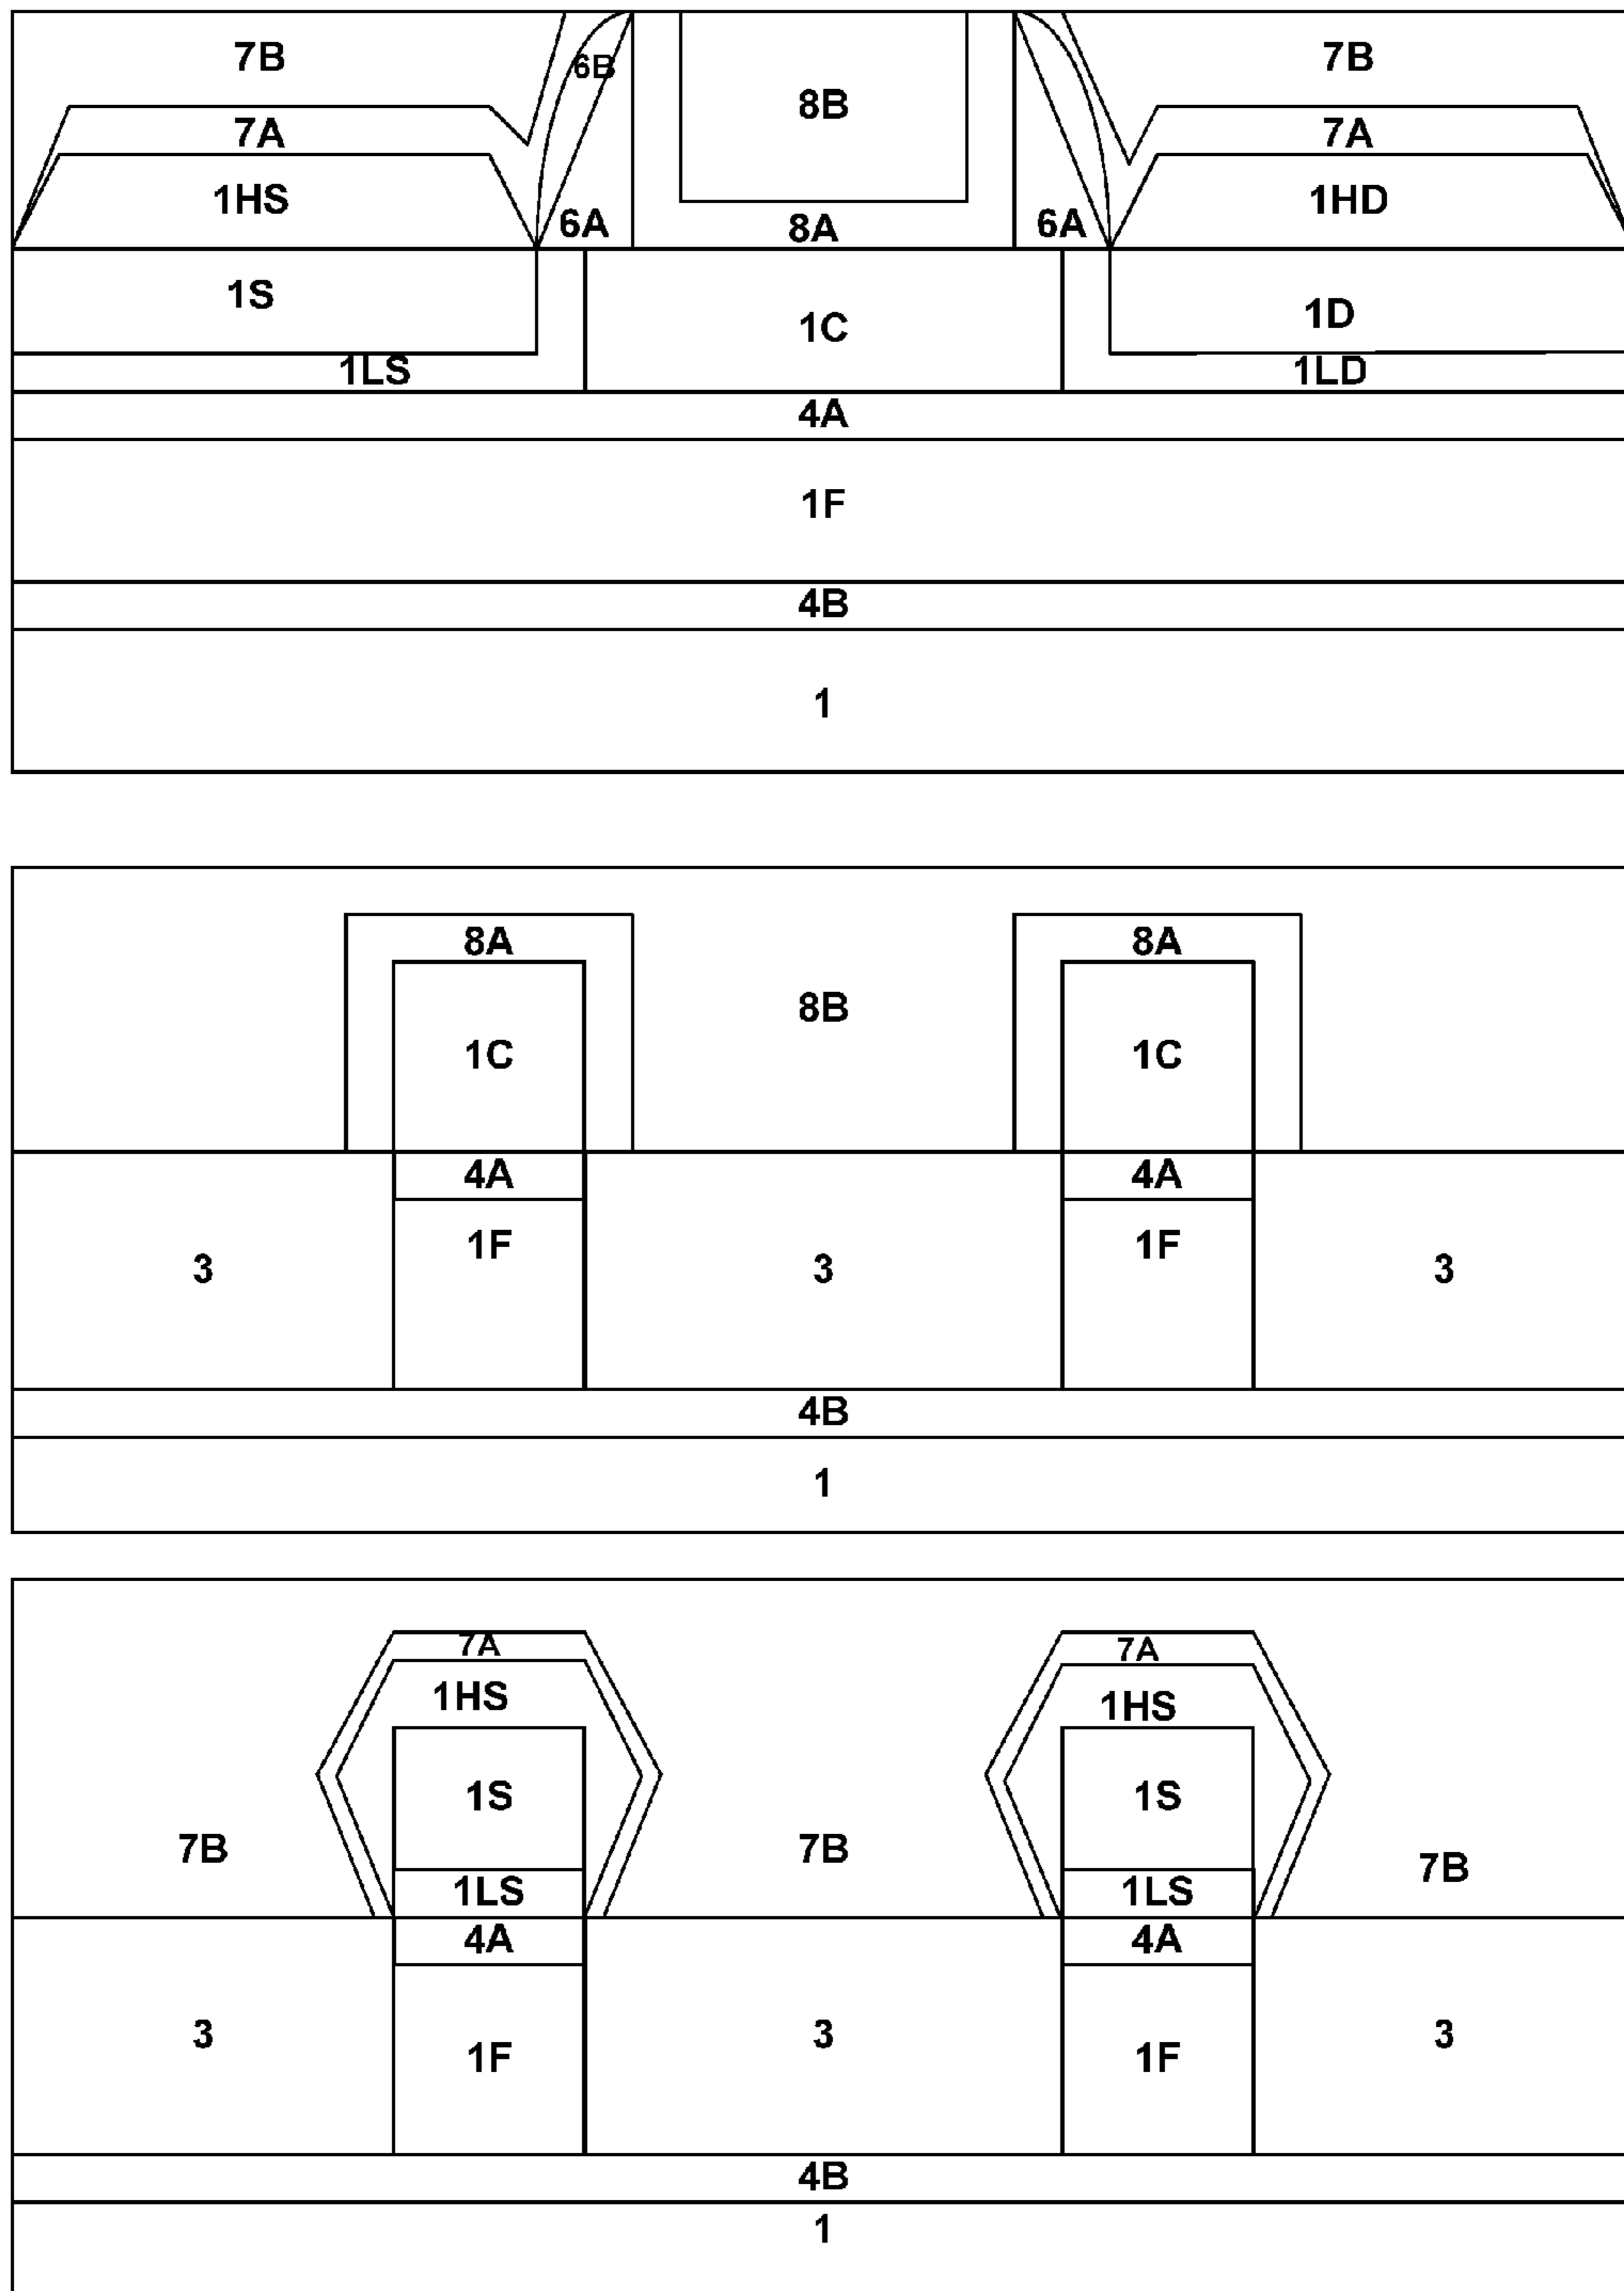 7B 6B 8B 7B
7A 7A
1HS 1HD
6A 8A 6A
1S 1C 1D
1LS 1LD
4A
1F
4B
1
8A 8A
8B
1C 1C
4A 4A
1F 1F
3 3 3
4B
1
7A 7A
1HS 1HS
1S 1S
7B 7B 7B
1LS 1LS
4A 4A
3 3 3
1F 1F
4B
1